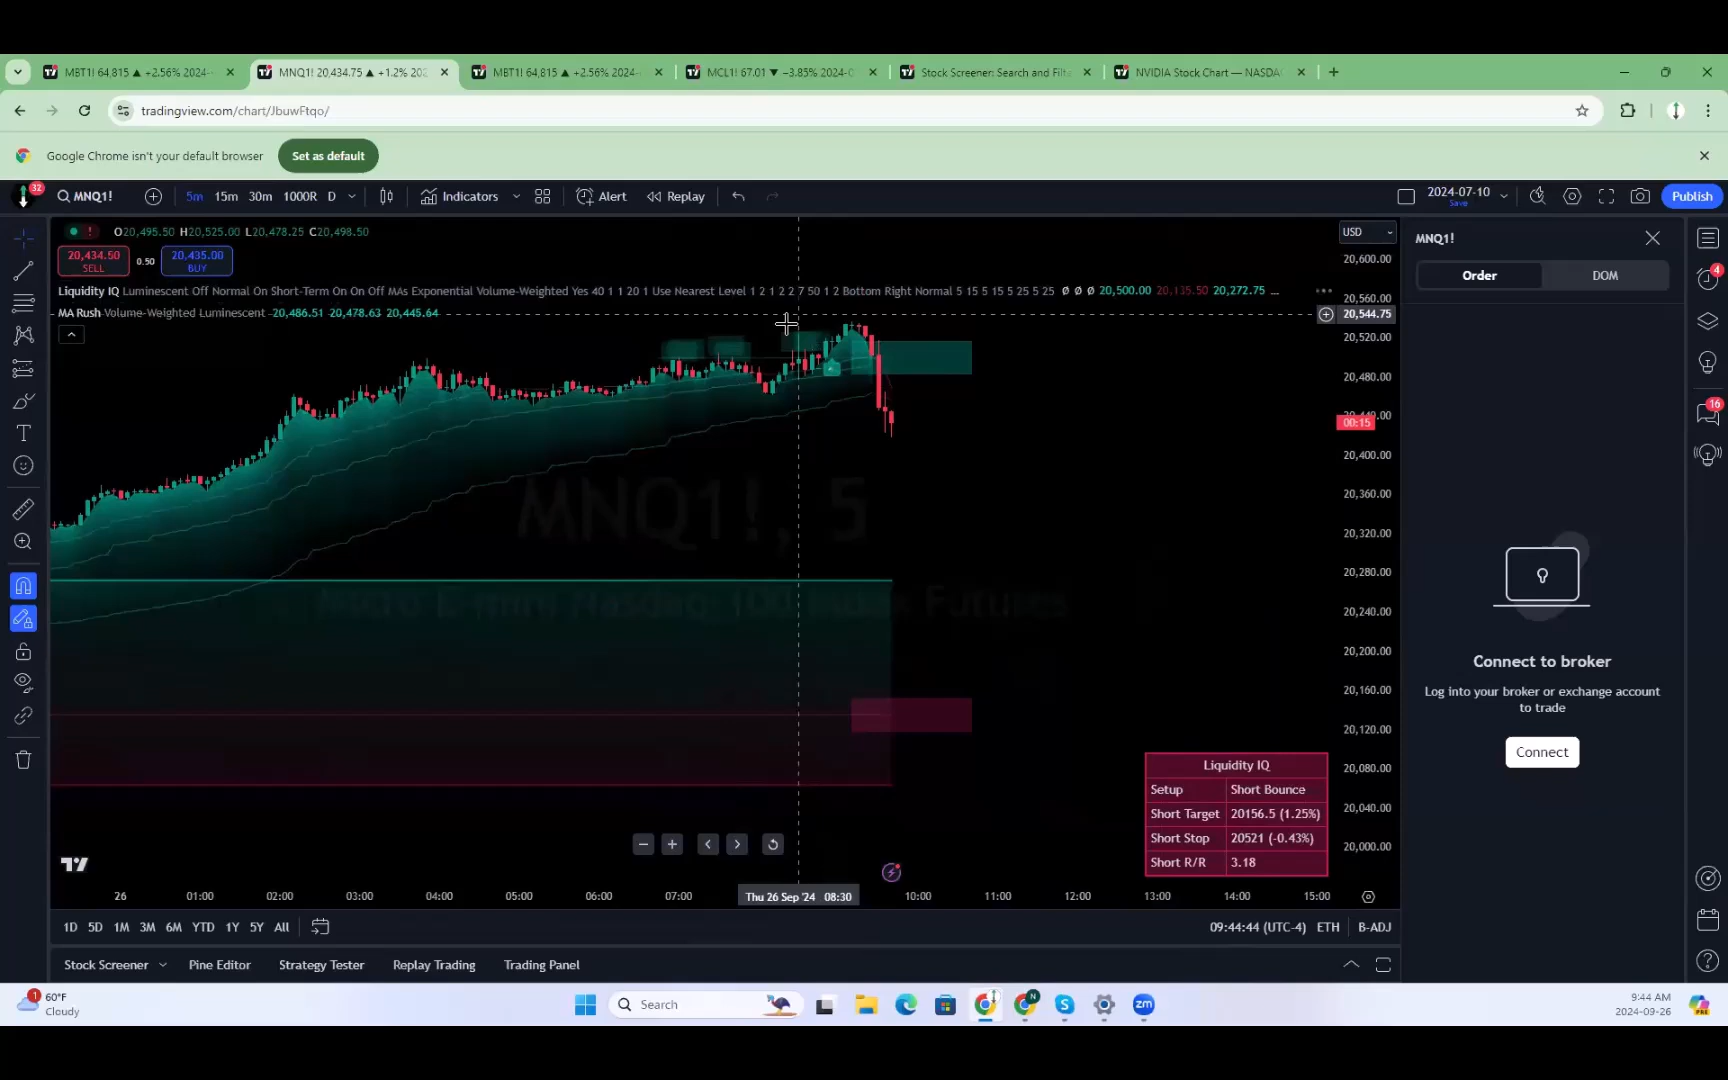 MBT1! 64,815 ▲ +2.56% 2024-
MNQ1! 20,434.75 ▲ +1.2% 202
MBT1! 64,815 ▲ +2.56% 2024-
MCL1! 67.01 ▼ −3.85% 2024-0
Stock Screener: Search and Filte
NVIDIA Stock Chart — NASDA
tradingview.com/chart/JbuwFtqo/
Google Chrome isn't your default browser
Set as default
32
MNQ1!
5m 15m 30m 1000R D
Indicators
Alert
Replay
2024-07-10
Save
Publish
O20,495.50 H20,525.00 L20,478.25 C20,498.50
20,434.50
SELL
0.50
20,435.00
BUY
Liquidity IQ Luminescent Off Normal On Short-Term On On Off MAs Exponential Volume-Weighted Yes 40 1 1 20 1 Use Nearest Level 1 2 1 2 2 7 50 1 2 Bottom Right Normal 5 15 5 15 5 25 5 25 Ø Ø Ø 20,500.00 20,135.50 20,272.75 ...
MA Rush Volume-Weighted Luminescent 20,486.51 20,478.63 20,445.64
USD
20,600.00
20,560.00
20,544.75
20,520.00
20,480.00
20,440.00
00:15
20,400.00
20,360.00
20,320.00
20,280.00
20,240.00
20,200.00
20,160.00
20,120.00
20,080.00
20,040.00
20,000.00
MNQ1!, 5
Micro E-mini Nasdaq-100 Index Futures
Liquidity IQ
Setup Short Bounce
Short Target 20156.5 (1.25%)
Short Stop 20521 (-0.43%)
Short R/R 3.18
26 01:00 02:00 03:00 04:00 05:00 06:00 07:00 Thu 26 Sep '24 08:30 10:00 11:00 12:00 13:00 14:00 15:00
1D 5D 1M 3M 6M YTD 1Y 5Y All
09:44:44 (UTC-4) ETH B-ADJ
Stock Screener Pine Editor Strategy Tester Replay Trading Trading Panel
MNQ1!
Order
DOM
Connect to broker
Log into your broker or exchange account
to trade
Connect
4
16
1
60°F
Cloudy
Search
N
S
zm
PRE
9:44 AM
2024-09-26